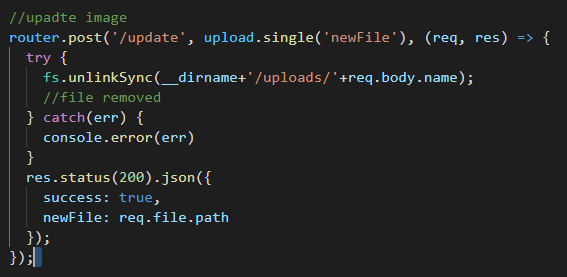 //upadte image
router.post('/update', upload.single('newFile'), (req, res) => {
  try {
    fs.unlinkSync(__dirname+'/uploads/'+req.body.name);
    //file removed
  } catch(err) {
    console.error(err)
  }
  res.status(200).json({
    success: true,
    newFile: req.file.path
  });
});